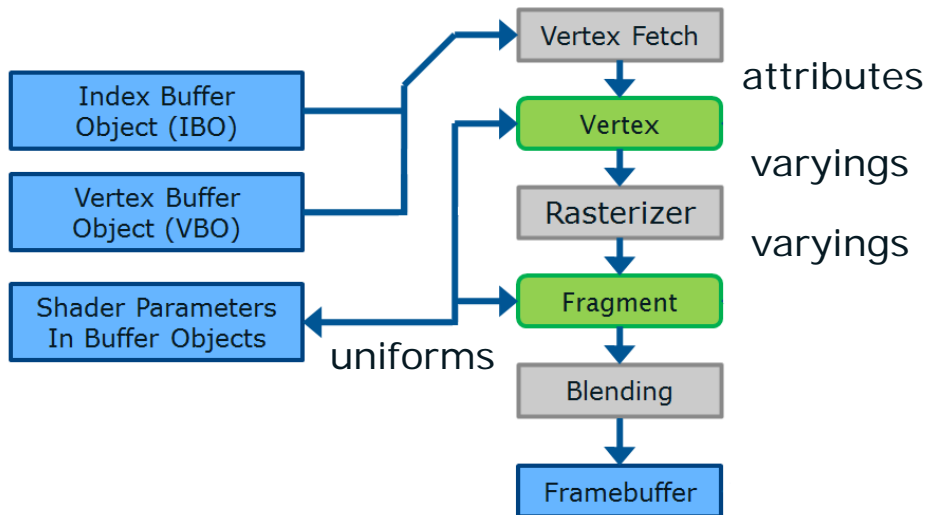 Vertex Fetch
attributes
Index Buffer
Object (IBO)
Vertex
varyings
Vertex Buffer
Object (VBO)
Rasterizer
varyings
Shader Parameters
In Buffer Objects
Fragment
uniforms
Blending
Framebuffer